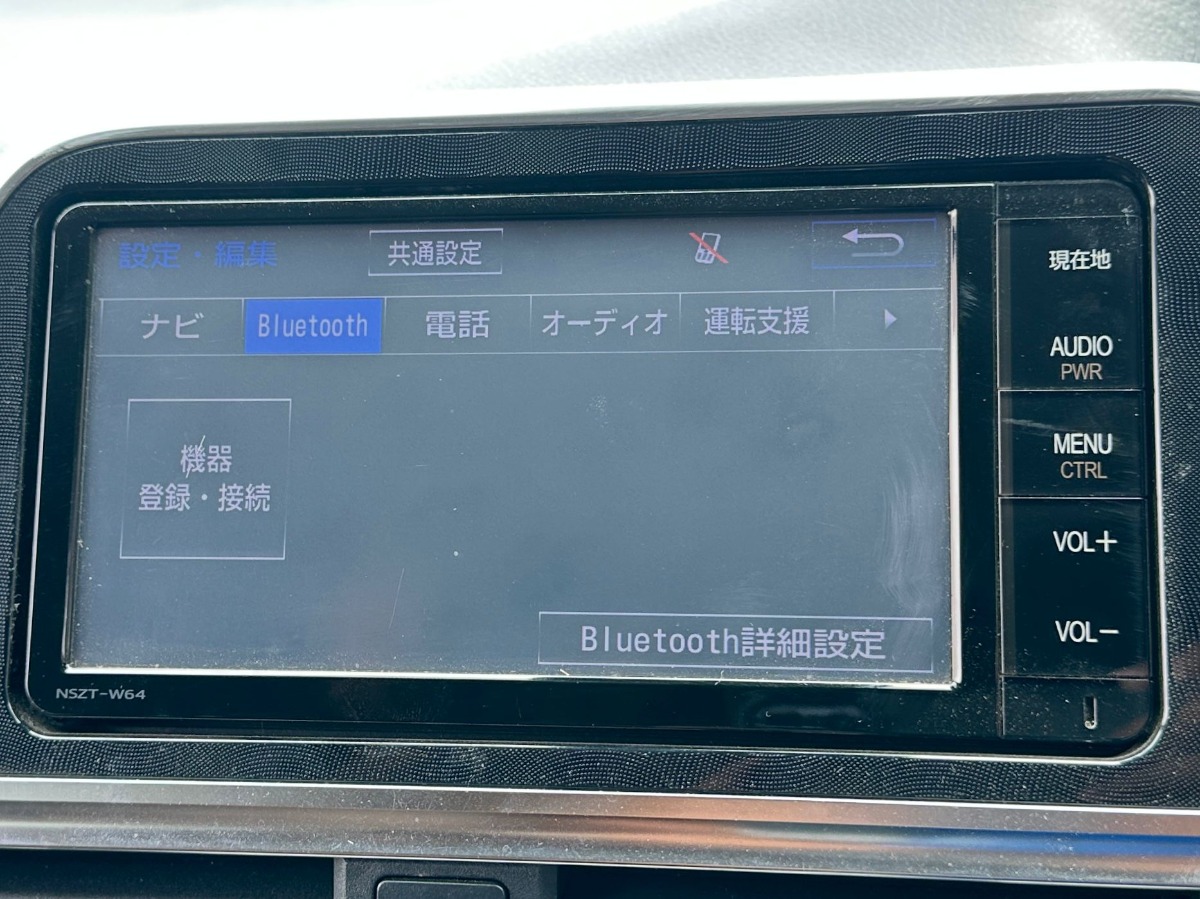 設定・編集
共通設定
ナビ
Bluetooth
電話
オーディオ
運転支援
機器
登録・接続
Bluetooth詳細設定
NSZT-W64
現在地
AUDIO
PWR
MENU
CTRL
VOL+
VOL-